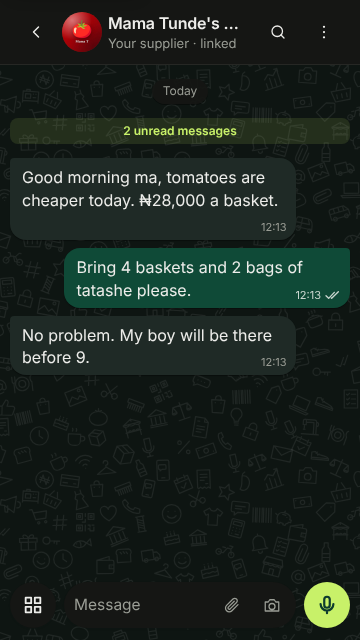 Mama Tunde's ...
Your supplier · linked
Today
2 unread messages
Good morning ma, tomatoes are
cheaper today. ₦28,000 a basket.
12:13
Bring 4 baskets and 2 bags of
tatashe please.
12:13
No problem. My boy will be there
before 9.
12:13
Message